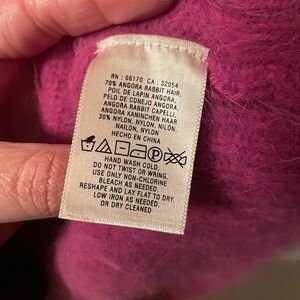 RN : 66170 CA : 32054
70% ANGORA RABBIT HAIR,
POIL DE LAPIN ANGORA,
PELO DE CONEJO ANGORA,
ANGORA RABBIT CAPELLI,
ANGORA KANINCHEN HAAR
30% NYLON, NYLON, NILON,
NAILON, NYLON
HECHO EN CHINA
P
HAND WASH COLD.
DO NOT TWIST OR WRING.
USE ONLY NON-CHLORINE
BLEACH AS NEEDED.
RESHAPE AND LAY FLAT TO DRY.
LOW IRON AS NEEDED.
OR DRY CLEANED